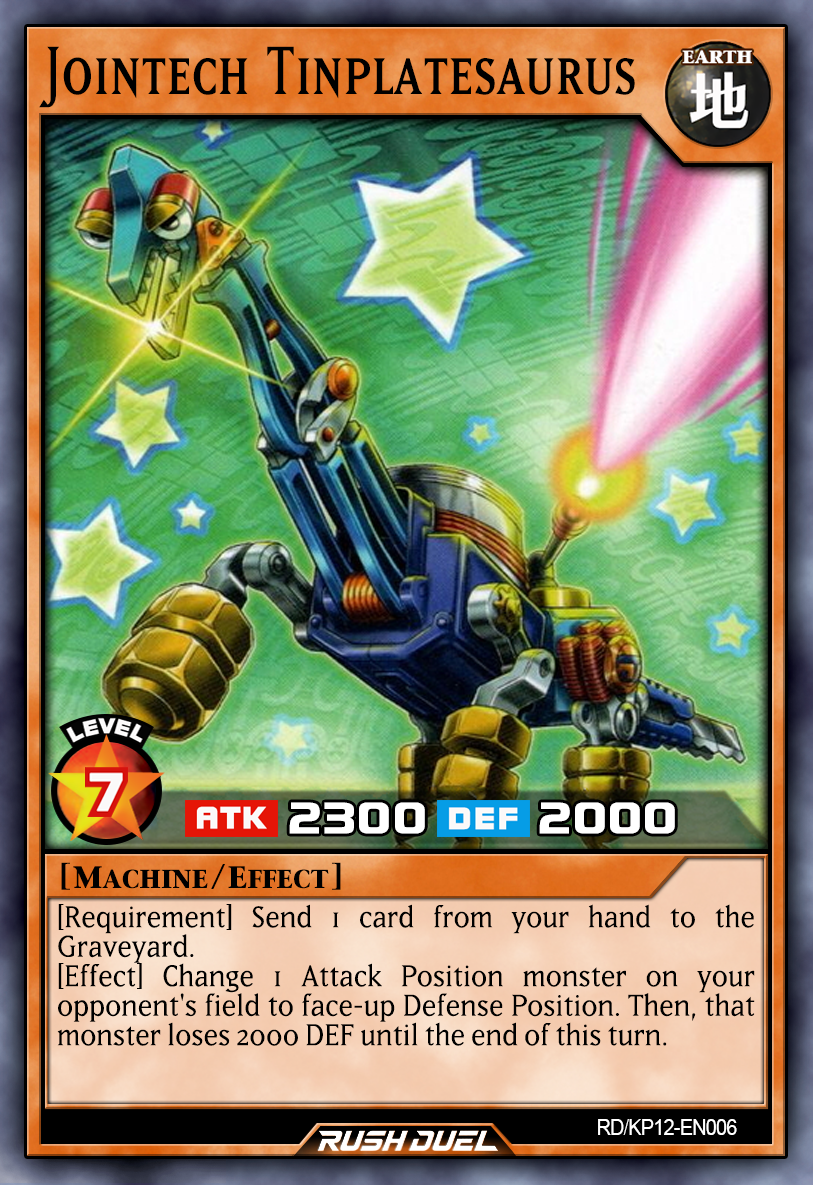 Jointech Tinplatesaurus
EARTH
地
LEVEL
7
ATK 2300 DEF 2000
[Machine/Effect]
[Requirement] Send 1 card from your hand to the
Graveyard.
[Effect] Change 1 Attack Position monster on your
opponent's field to face-up Defense Position. Then, that
monster loses 2000 DEF until the end of this turn.
RD/KP12-EN006
RUSH DUEL